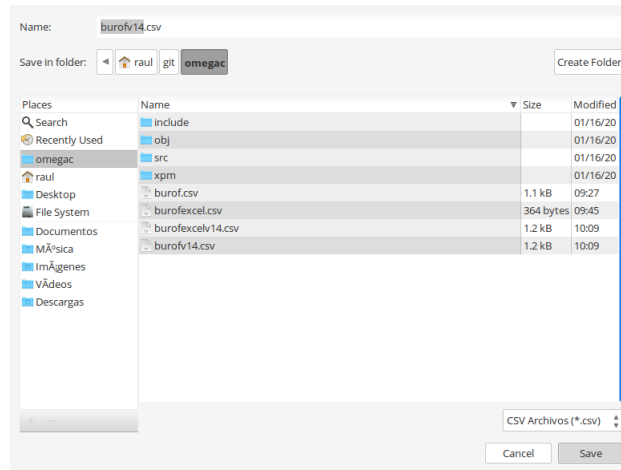 Name: burofv14.csv
Save in folder: raul git omegac Create Folder
Places Name Size Modified
Search include 01/16/20
Recently Used obj 01/16/20
omegac src 01/16/20
raul xpm 01/16/20
Desktop burof.csv 1.1 kB 09:27
File System burofexcel.csv 364 bytes 09:45
Documentos burofexcelv14.csv 1.2 kB 10:09
MÃºsica burofv14.csv 1.2 kB 10:09
ImÃ¡genes
VÃ­deos
Descargas
CSV Archivos (*.csv)
Cancel Save